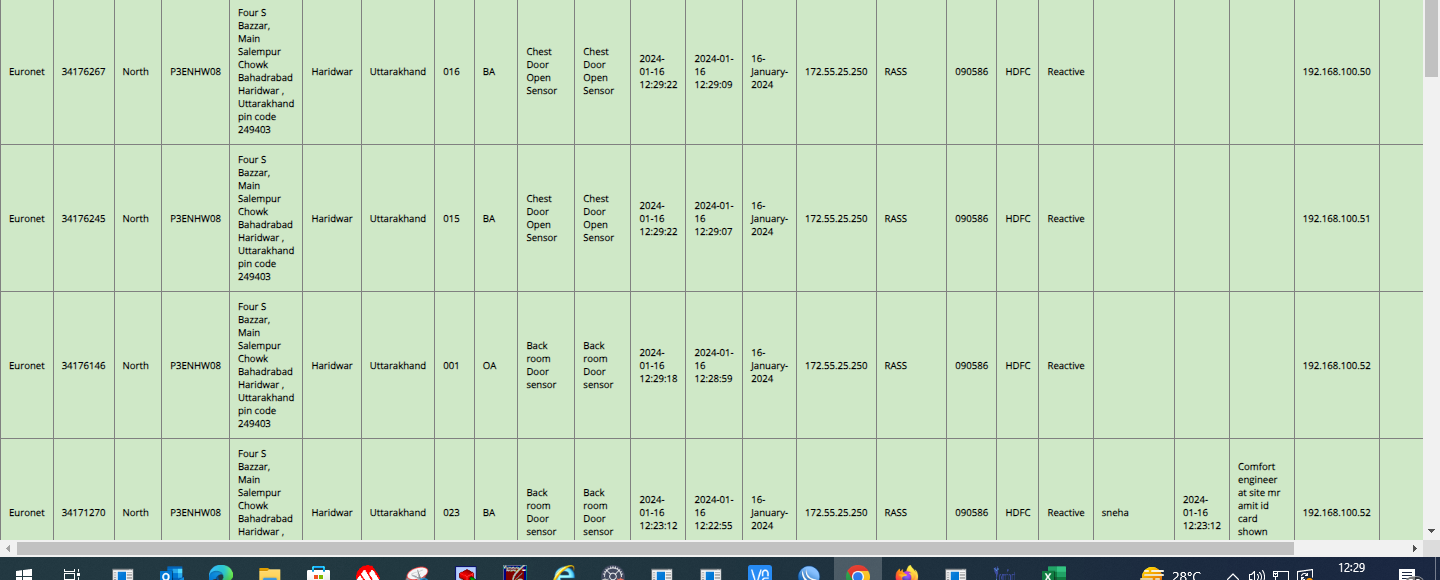 Euronet 34176267 North P3ENHW08 Four S Bazzar, Main Salempur Chowk Bahadrabad Haridwar , Uttarakhand pin code 249403 Haridwar Uttarakhand 016 BA Chest Door Open Sensor Chest Door Open Sensor 2024-01-16 12:29:22 2024-01-16 12:29:09 16-January-2024 172.55.25.250 RASS 090586 HDFC Reactive 192.168.100.50
Euronet 34176245 North P3ENHW08 Four S Bazzar, Main Salempur Chowk Bahadrabad Haridwar , Uttarakhand pin code 249403 Haridwar Uttarakhand 015 BA Chest Door Open Sensor Chest Door Open Sensor 2024-01-16 12:29:22 2024-01-16 12:29:07 16-January-2024 172.55.25.250 RASS 090586 HDFC Reactive 192.168.100.51
Euronet 34176146 North P3ENHW08 Four S Bazzar, Main Salempur Chowk Bahadrabad Haridwar , Uttarakhand pin code 249403 Haridwar Uttarakhand 001 OA Back room Door sensor Back room Door sensor 2024-01-16 12:29:18 2024-01-16 12:28:59 16-January-2024 172.55.25.250 RASS 090586 HDFC Reactive 192.168.100.52
Euronet 34171270 North P3ENHW08 Four S Bazzar, Main Salempur Chowk Bahadrabad Haridwar , Haridwar Uttarakhand 023 BA Back room Door sensor Back room Door sensor 2024-01-16 12:23:12 2024-01-16 12:22:55 16-January-2024 172.55.25.250 RASS 090586 HDFC Reactive sneha 2024-01-16 12:23:12 Comfort engineer at site mr amit id card shown 192.168.100.52
28°C 12:29